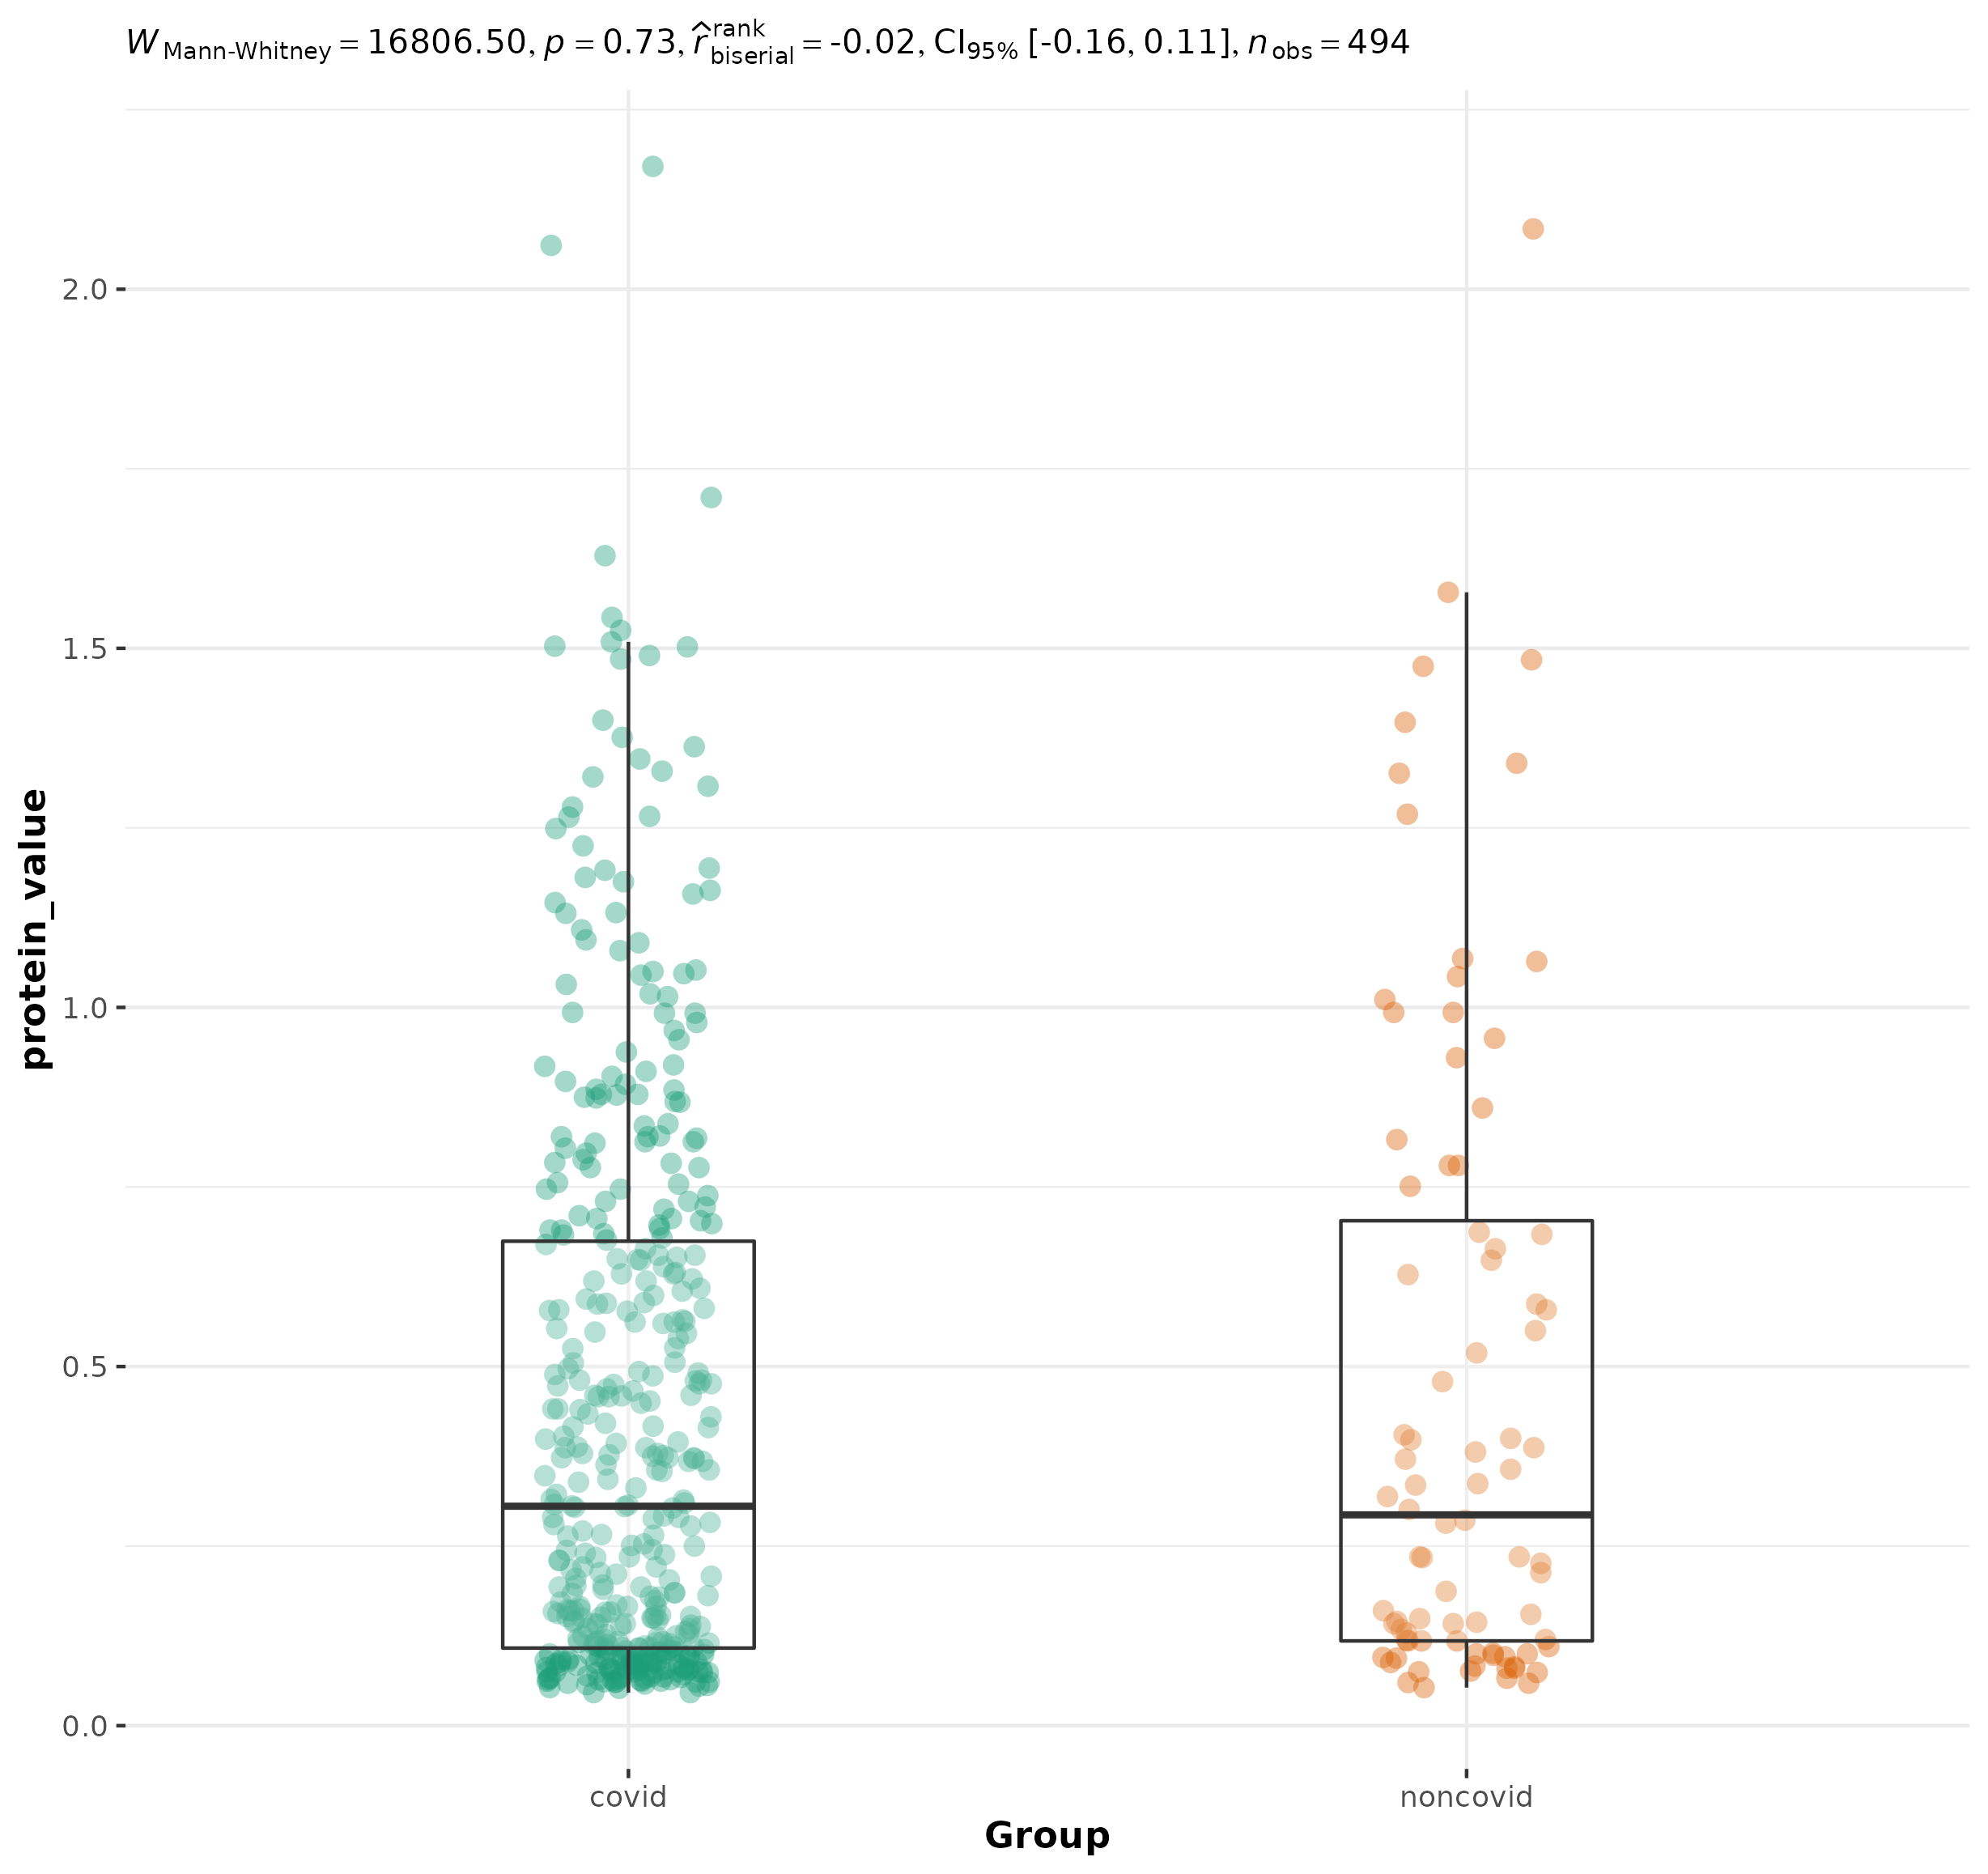 W Mann-Whitney = 16806.50, p = 0.73, r̂ rank biserial = -0.02, CI95% [-0.16, 0.11], n obs = 494
2.0
1.5
1.0
0.5
0.0
protein_value
covid noncovid
Group